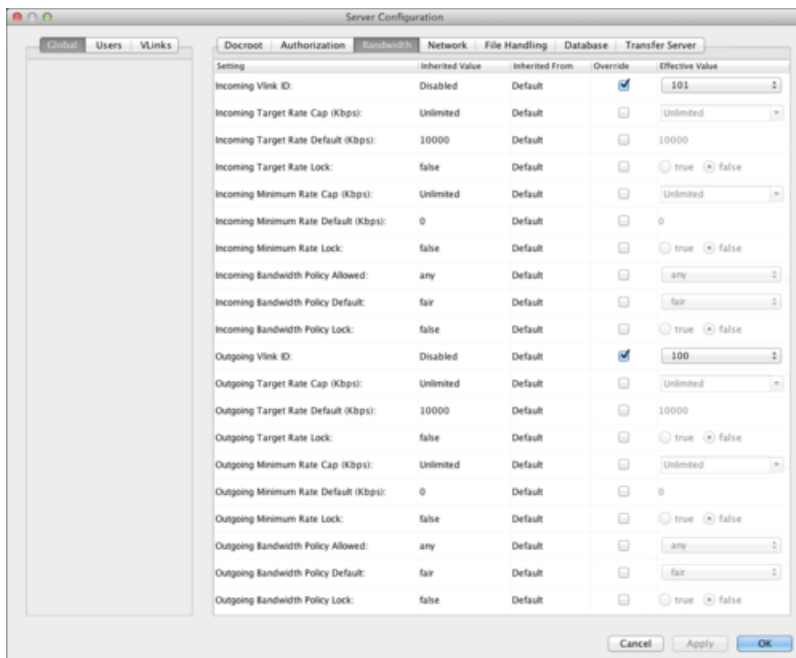 Server Configuration
Global Users VLinks
Docroot Authorization Bandwidth Network File Handling Database Transfer Server
Setting Inherited Value Inherited From Override Effective Value
Incoming Vlink ID: Disabled Default 101
Incoming Target Rate Cap (Kbps): Unlimited Default Unlimited
Incoming Target Rate Default (Kbps): 10000 Default 10000
Incoming Target Rate Lock: false Default true false
Incoming Minimum Rate Cap (Kbps): Unlimited Default Unlimited
Incoming Minimum Rate Default (Kbps): 0 Default 0
Incoming Minimum Rate Lock: false Default true false
Incoming Bandwidth Policy Allowed: any Default any
Incoming Bandwidth Policy Default: fair Default fair
Incoming Bandwidth Policy Lock: false Default true false
Outgoing Vlink ID: Disabled Default 100
Outgoing Target Rate Cap (Kbps): Unlimited Default Unlimited
Outgoing Target Rate Default (Kbps): 10000 Default 10000
Outgoing Target Rate Lock: false Default true false
Outgoing Minimum Rate Cap (Kbps): Unlimited Default Unlimited
Outgoing Minimum Rate Default (Kbps): 0 Default 0
Outgoing Minimum Rate Lock: false Default true false
Outgoing Bandwidth Policy Allowed: any Default any
Outgoing Bandwidth Policy Default: fair Default fair
Outgoing Bandwidth Policy Lock: false Default true false
Cancel Apply OK